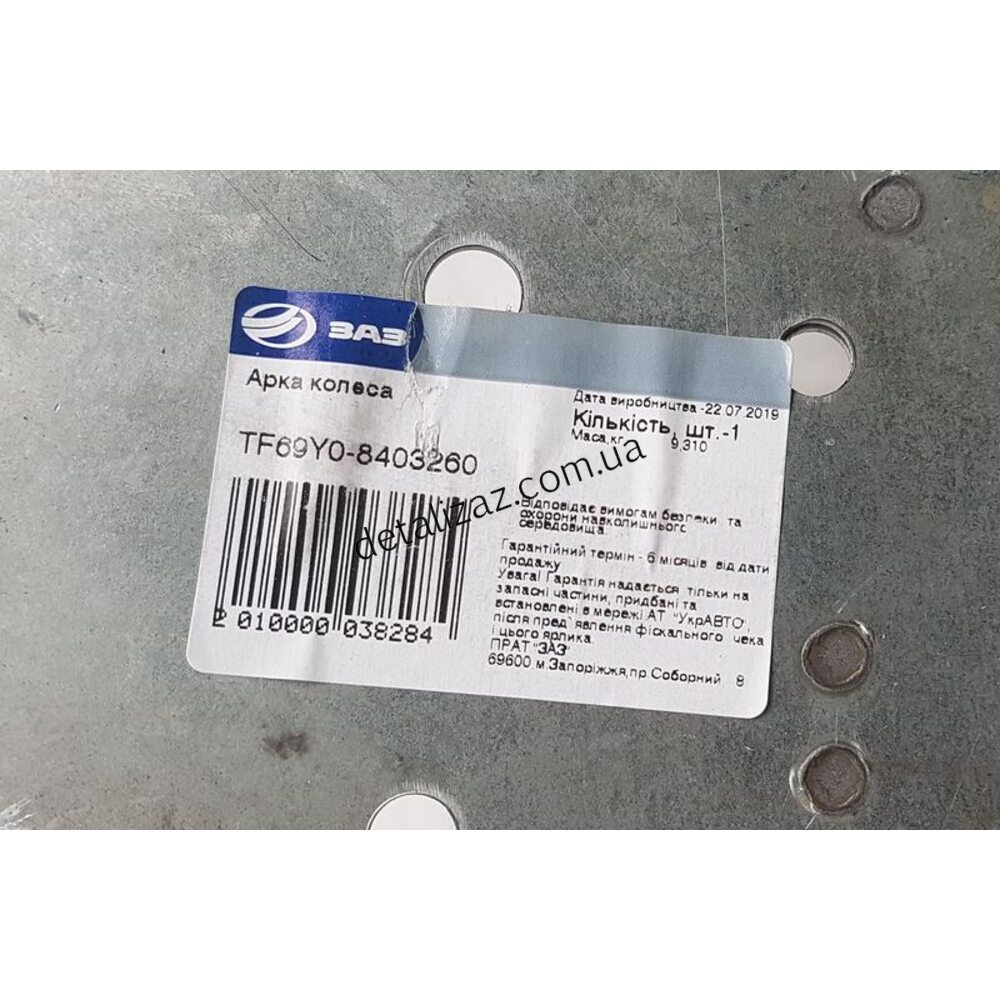 ЗАЗ
Арка колеса
TF69Y0-8403260
2 010000 038284
Дата виробництва -22.07.2019
Кількість, шт.-1
Маса,кг 9,310
Відповідає вимогам безпеки та
охорони навколишнього
середовища.
Гарантійний термін - 6 місяців від дати
продажу
Увага! Гарантія надається тільки на
запасні частини, придбані та
встановлені в мережі АТ "УкрАВТО",
після пред`явлення фіскального чека
і цього ярлика.
ПРАТ "ЗАЗ"
69600,м.Запоріжжя,пр.Соборний 8
detalizaz.com.ua